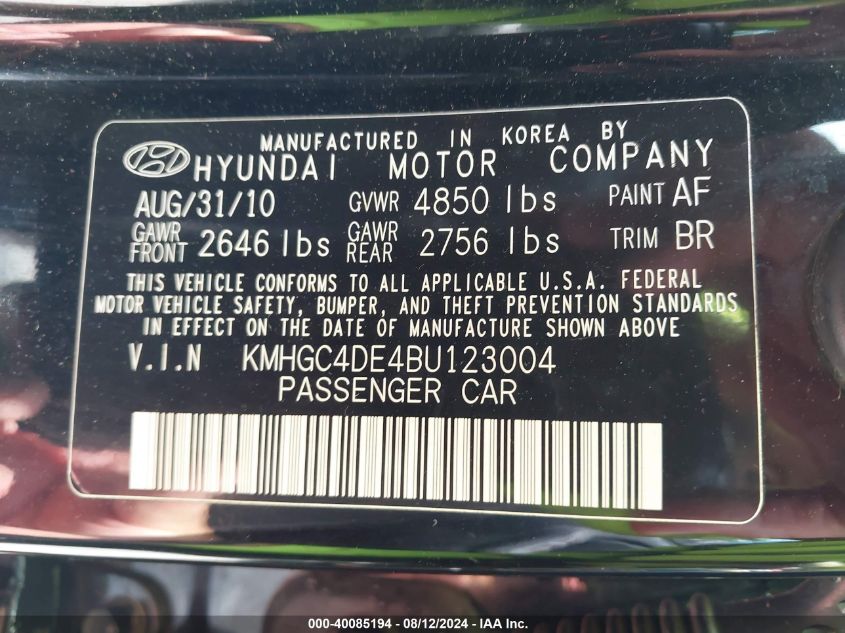 MANUFACTURED IN KOREA BY
HYUNDAI MOTOR COMPANY
AUG/31/10 GVWR 4850 lbs PAINT AF
GAWR FRONT 2646 lbs GAWR REAR 2756 lbs TRIM BR
THIS VEHICLE CONFORMS TO ALL APPLICABLE U.S.A. FEDERAL
MOTOR VEHICLE SAFETY, BUMPER, AND THEFT PREVENTION STANDARDS
IN EFFECT ON THE DATE OF MANUFACTURE SHOWN ABOVE
V.I.N KMHGC4DE4BU123004
PASSENGER CAR
000-40085194 - 08/12/2024 - IAA Inc.